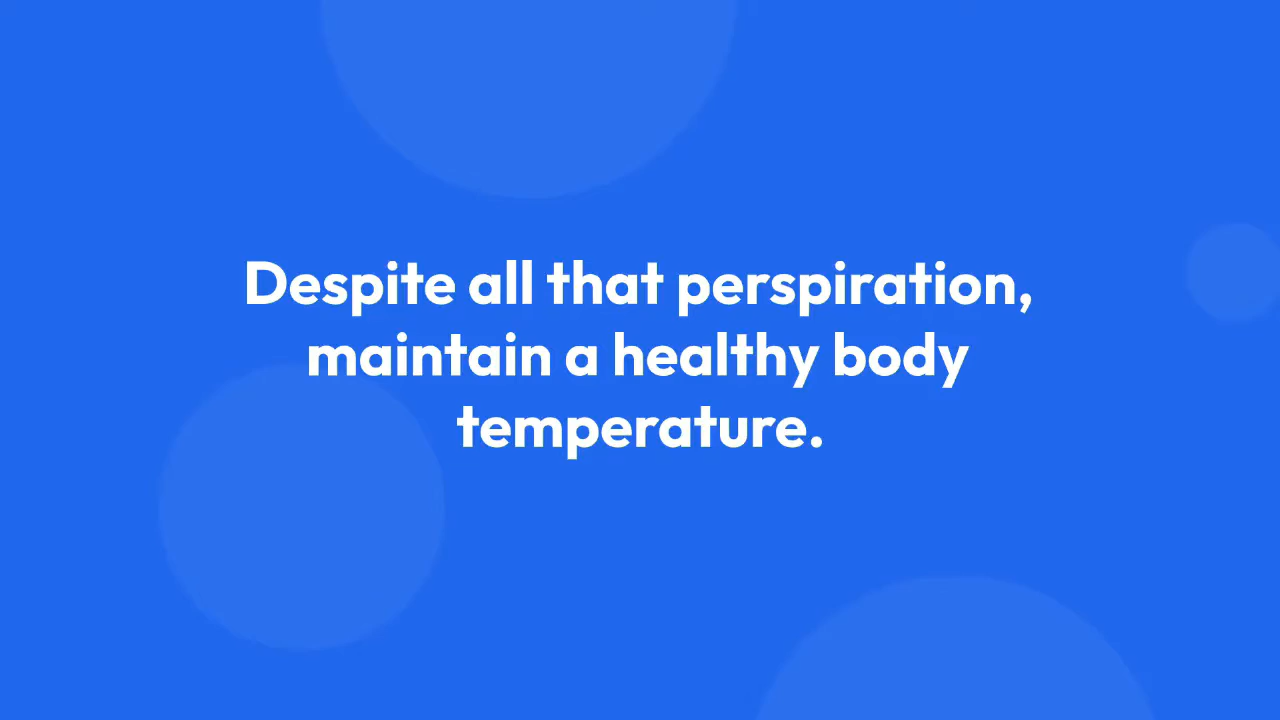 Despite all that perspiration,
maintain a healthy body
temperature.